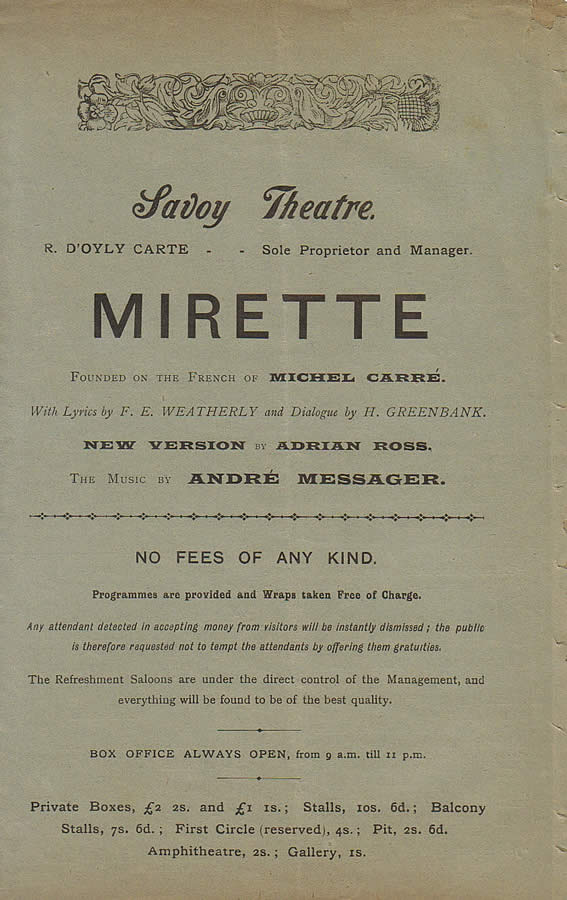 Savoy Theatre.
R. D'OYLY CARTE - - Sole Proprietor and Manager.
MIRETTE
FOUNDED ON THE FRENCH OF MICHEL CARRÉ.
With Lyrics by F. E. WEATHERLY and Dialogue by H. GREENBANK.
NEW VERSION BY ADRIAN ROSS.
THE MUSIC BY ANDRÉ MESSAGER.
NO FEES OF ANY KIND.
Programmes are provided and Wraps taken Free of Charge.
Any attendant detected in accepting money from visitors will be instantly dismissed; the public
is therefore requested not to tempt the attendants by offering them gratuities.
The Refreshment Saloons are under the direct control of the Management, and
everything will be found to be of the best quality.
BOX OFFICE ALWAYS OPEN, from 9 a.m. till 11 p.m.
Private Boxes, £2 2s. and £1 1s.; Stalls, 10s. 6d.; Balcony
Stalls, 7s. 6d.; First Circle (reserved), 4s.; Pit, 2s. 6d.
Amphitheatre, 2s.; Gallery, 1s.